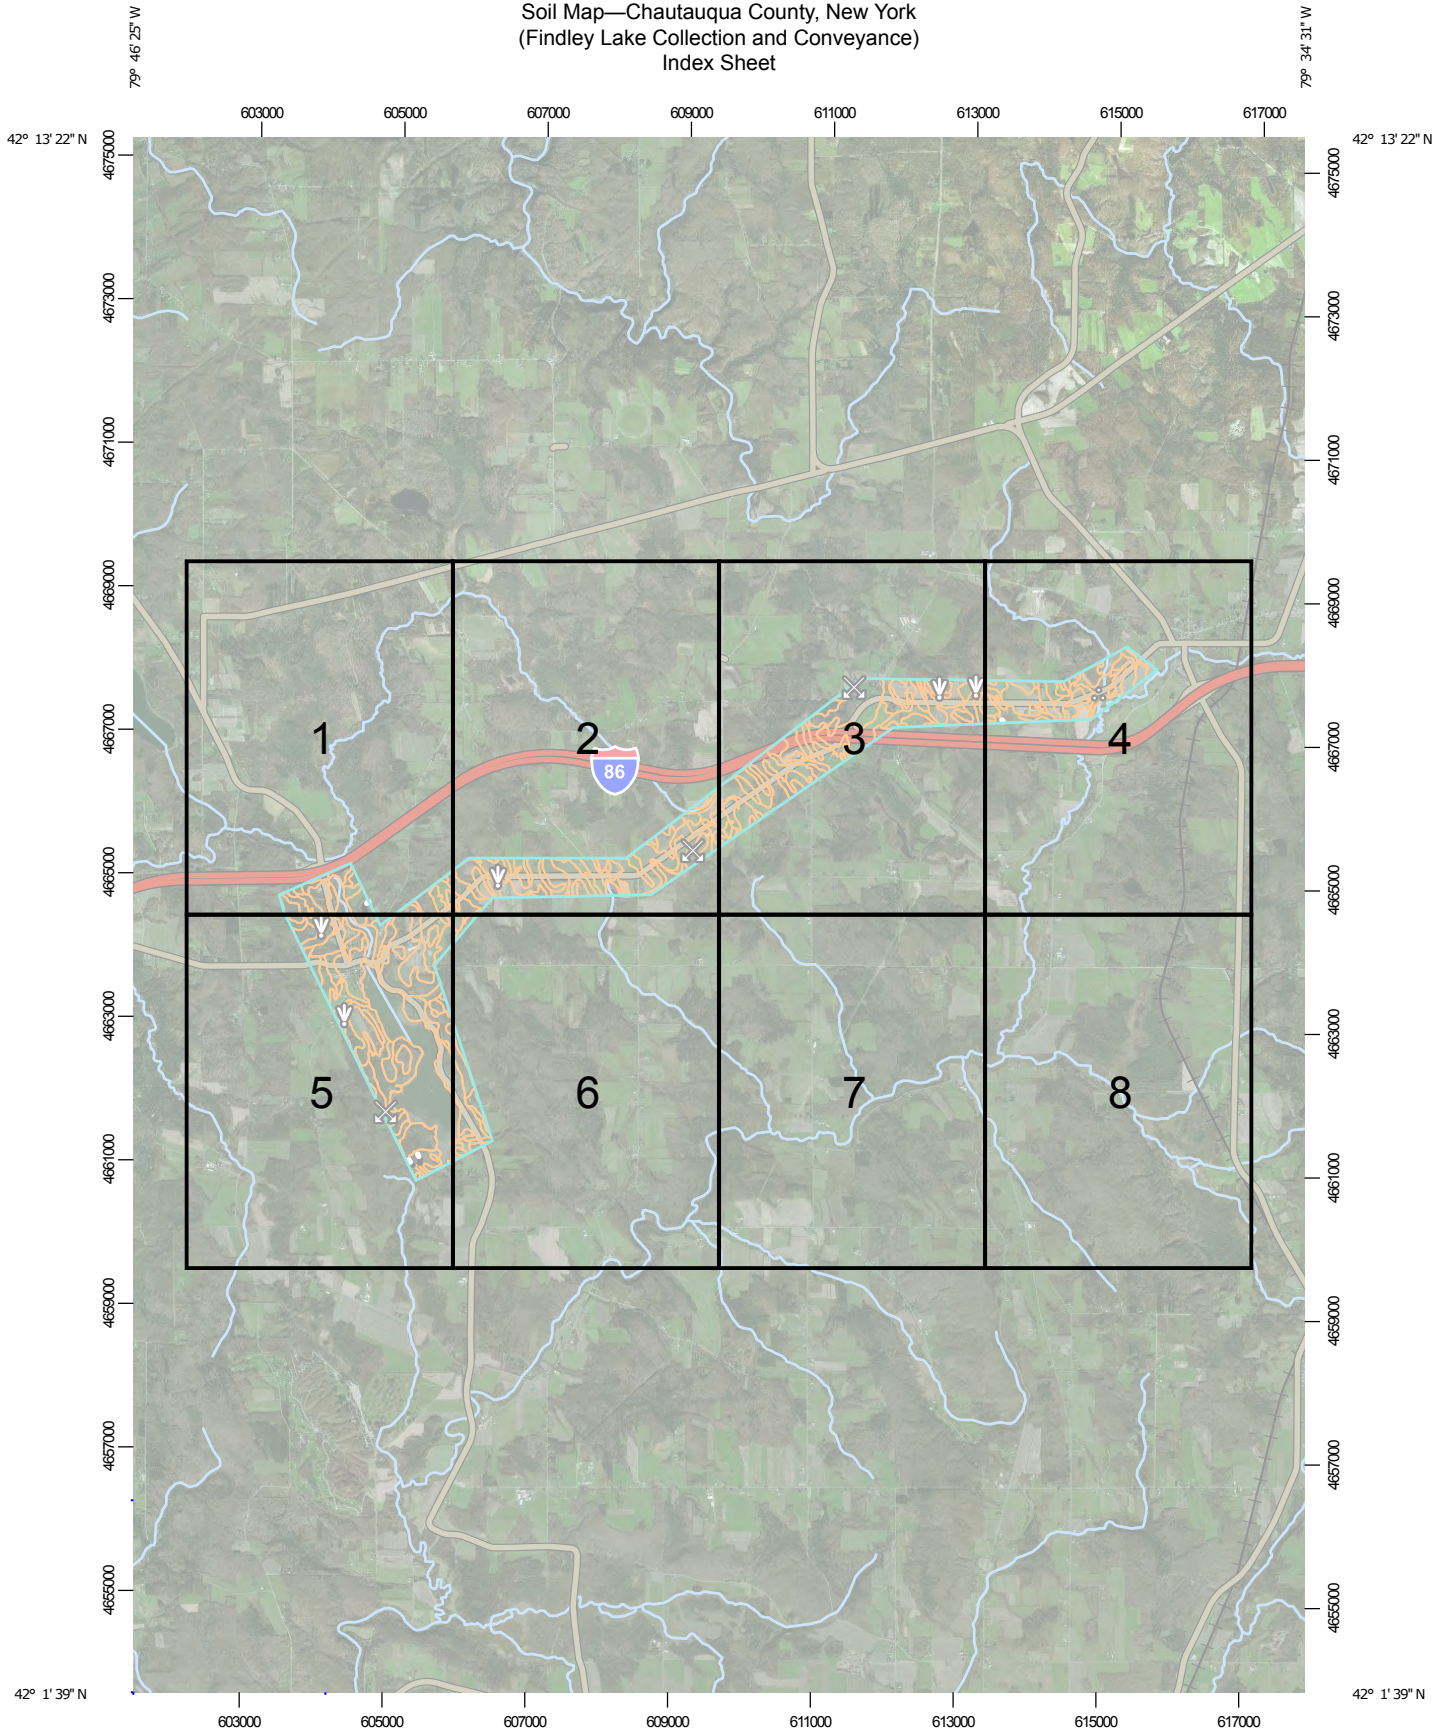 Soil Map—Chautauqua County, New York
(Findley Lake Collection and Conveyance)
Index Sheet
79° 46' 25" W
79° 34' 31" W
603000 605000 607000 609000 611000 613000 615000 617000
42° 13' 22" N
42° 13' 22" N
4675000
4673000
4671000
4669000
4667000
4665000
4663000
4661000
4659000
4657000
4655000
4675000
4673000
4671000
4669000
4667000
4665000
4663000
4661000
4659000
4657000
4655000
1 2 3 4
86
5 6 7 8
42° 1' 39" N
42° 1' 39" N
603000 605000 607000 609000 611000 613000 615000 617000